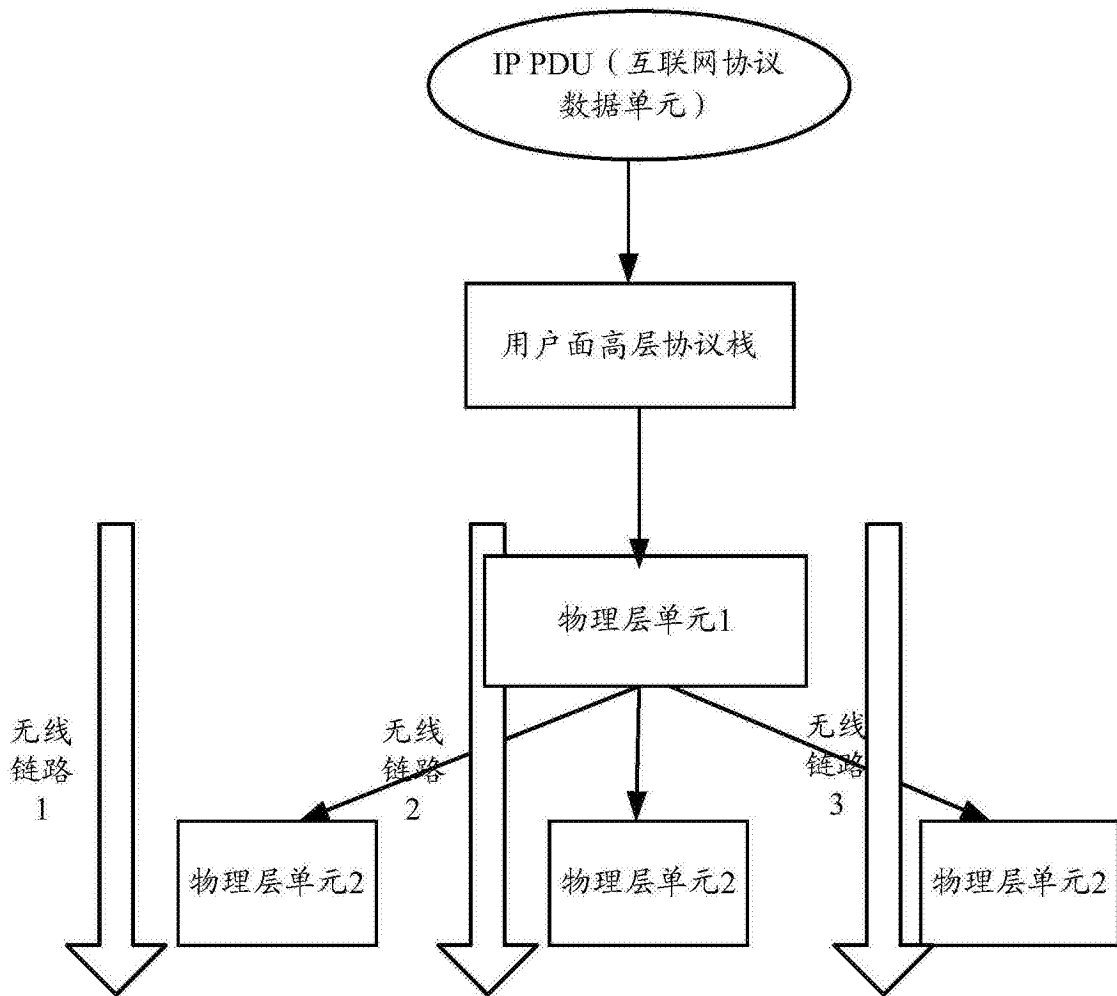 IP PDU（互联网协议
数据单元）
用户面高层协议栈
物理层单元1
无线
链路
1
无线
链路
2
无线
链路
3
物理层单元2
物理层单元2
物理层单元2